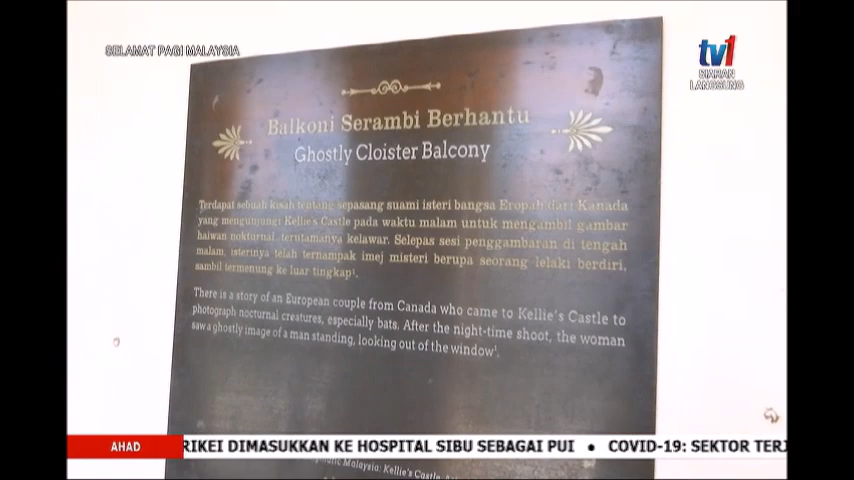 SELAMAT PAGI MALAYSIA
tv1
SIARAN
LANGSUNG
Balkoni Serambi Berhantu
Ghostly Cloister Balcony
Terdapat sebuah kisah tentang sepasang suami isteri bangsa Eropah dari Kanada
yang mengunjungi Kellie's Castle pada waktu malam untuk mengambil gambar
haiwan nokturnal, terutamanya kelawar. Selepas sesi penggambaran di tengah
malam, isterinya telah ternampak imej misteri berupa seorang lelaki berdiri,
sambil termenung ke luar tingkap¹.
There is a story of an European couple from Canada who came to Kellie's Castle to
photograph nocturnal creatures, especially bats. After the night-time shoot, the woman
saw a ghostly image of a man standing, looking out of the window¹.
Malaysia: Kellie's Castle,
AHAD
RIKEI DIMASUKKAN KE HOSPITAL SIBU SEBAGAI PUI • COVID-19: SEKTOR TERJ